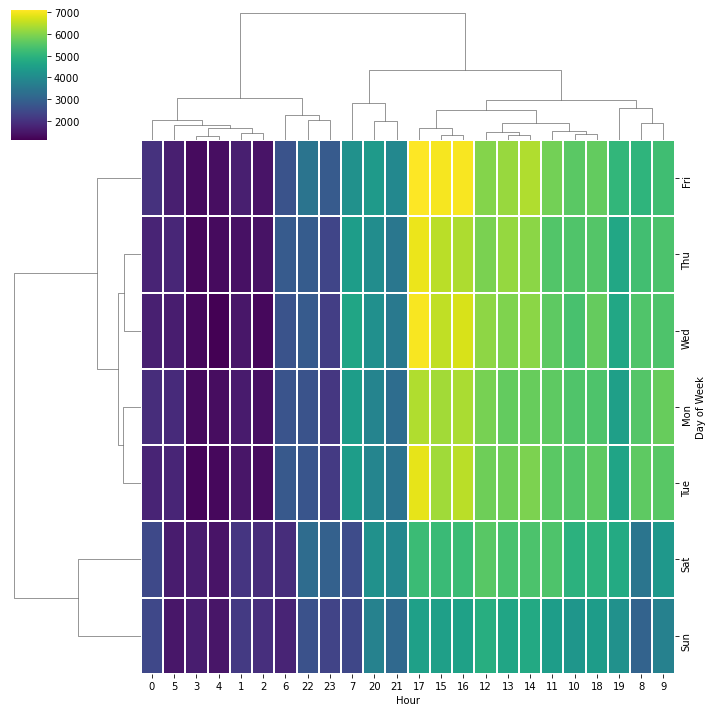 7000
6000
5000
4000
3000
2000
Fri
Thu
Wed
Mon
Tue
Sat
Sun
Day of Week
0 5 3 4 1 2 6 22 23 7 20 21 17 15 16 12 13 14 11 10 18 19 8 9
Hour